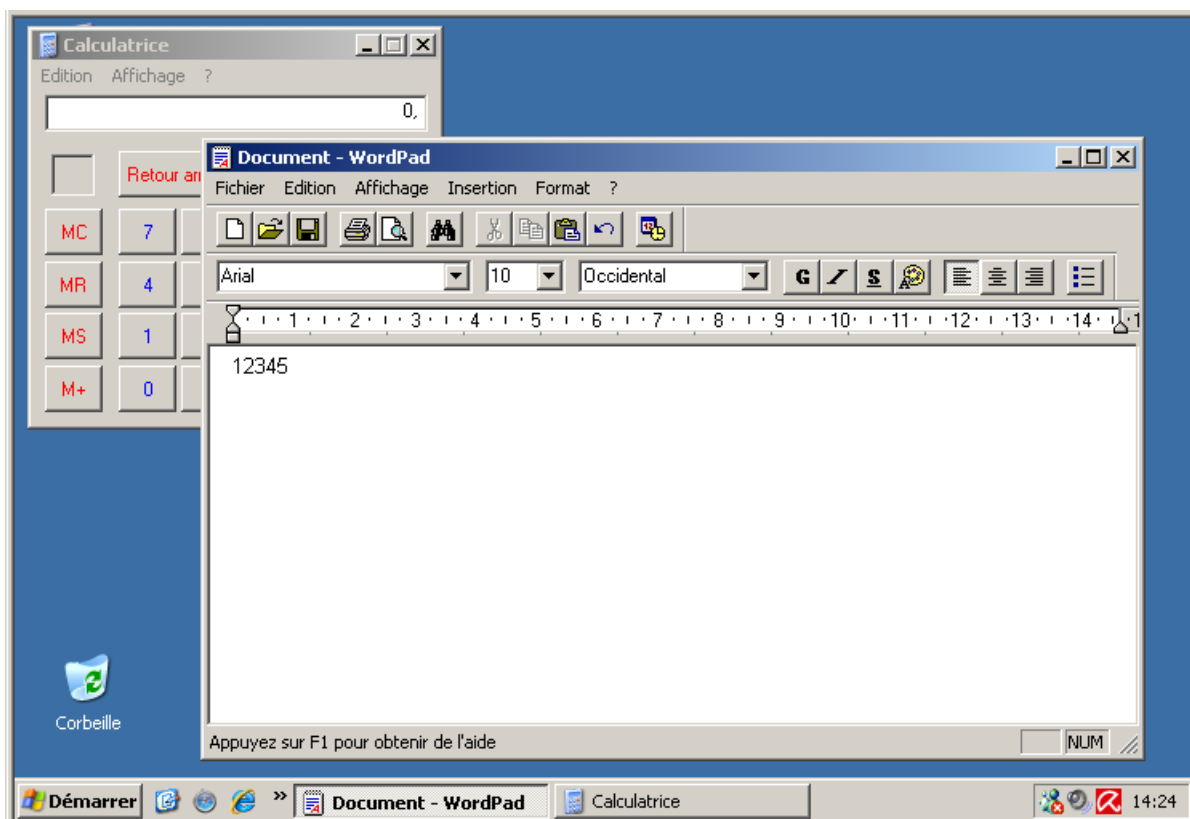 Calculatrice
Edition Affichage ?
0,
Retour arr
MC 7
MR 4
MS 1
M+ 0
Document - WordPad
Fichier Edition Affichage Insertion Format ?
Arial 10 Occidental G I S
1 2 3 4 5 6 7 8 9 10 11 12 13 14 1
12345
Appuyez sur F1 pour obtenir de l'aide NUM
Corbeille
Démarrer » Document - WordPad Calculatrice 14:24